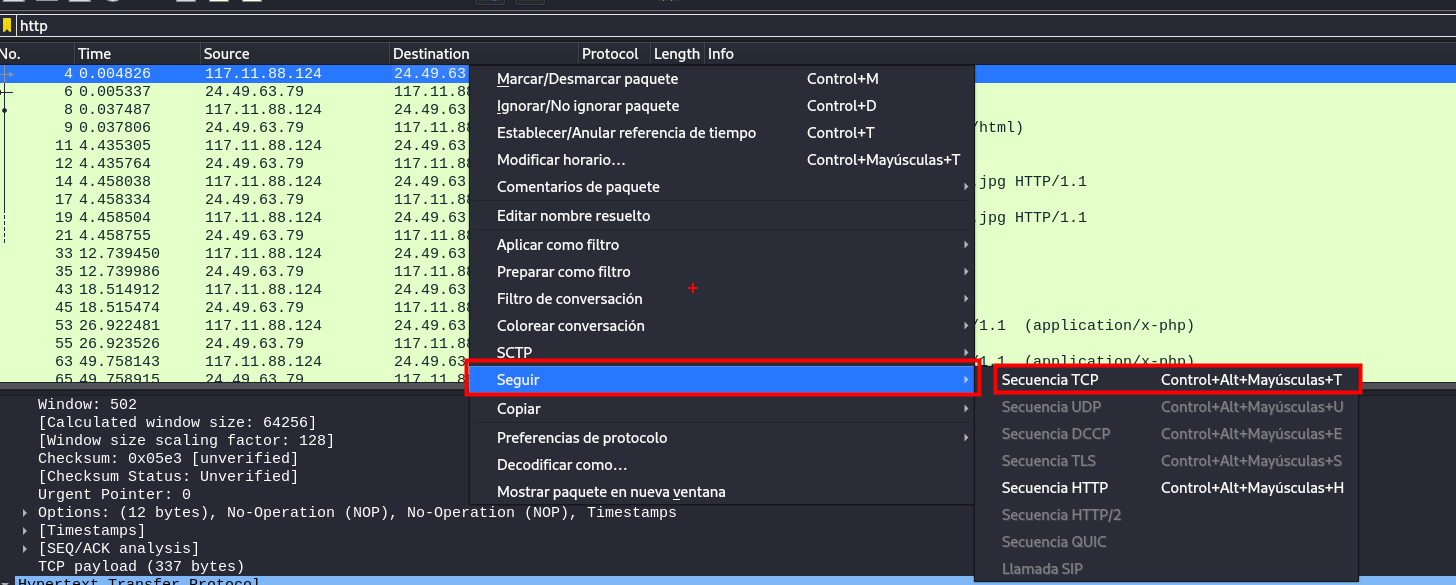 http
No. Time Source Destination Protocol Length Info
4 0.004826 117.11.88.124 24.49.63
6 0.005337 24.49.63.79 117.11.8
8 0.037487 117.11.88.124 24.49.63
9 0.037806 24.49.63.79 117.11.8 /html)
11 4.435305 117.11.88.124 24.49.63
12 4.435764 24.49.63.79 117.11.8
14 4.458038 117.11.88.124 24.49.63 .jpg HTTP/1.1
17 4.458334 24.49.63.79 117.11.8
19 4.458504 117.11.88.124 24.49.63 .jpg HTTP/1.1
21 4.458755 24.49.63.79 117.11.8
33 12.739450 117.11.88.124 24.49.63
35 12.739986 24.49.63.79 117.11.8
43 18.514912 117.11.88.124 24.49.63
45 18.515474 24.49.63.79 117.11.8
53 26.922481 117.11.88.124 24.49.63 /1.1 (application/x-php)
55 26.923526 24.49.63.79 117.11.8
63 49.758143 117.11.88.124 24.49.63 /1.1 (application/x-php)
65 49.758915 24.49.63.79 117.11.8
Marcar/Desmarcar paquete Control+M
Ignorar/No ignorar paquete Control+D
Establecer/Anular referencia de tiempo Control+T
Modificar horario… Control+Mayúsculas+T
Comentarios de paquete
Editar nombre resuelto
Aplicar como filtro
Preparar como filtro
Filtro de conversación
Colorear conversación
SCTP
Seguir
Copiar
Preferencias de protocolo
Decodificar como…
Mostrar paquete en nueva ventana
Secuencia TCP Control+Alt+Mayúsculas+T
Secuencia UDP Control+Alt+Mayúsculas+U
Secuencia DCCP Control+Alt+Mayúsculas+E
Secuencia TLS Control+Alt+Mayúsculas+S
Secuencia HTTP Control+Alt+Mayúsculas+H
Secuencia HTTP/2
Secuencia QUIC
Llamada SIP
Window: 502
[Calculated window size: 64256]
[Window size scaling factor: 128]
Checksum: 0x05e3 [unverified]
[Checksum Status: Unverified]
Urgent Pointer: 0
Options: (12 bytes), No-Operation (NOP), No-Operation (NOP), Timestamps
[Timestamps]
[SEQ/ACK analysis]
TCP payload (337 bytes)
Hypertext Transfer Protocol